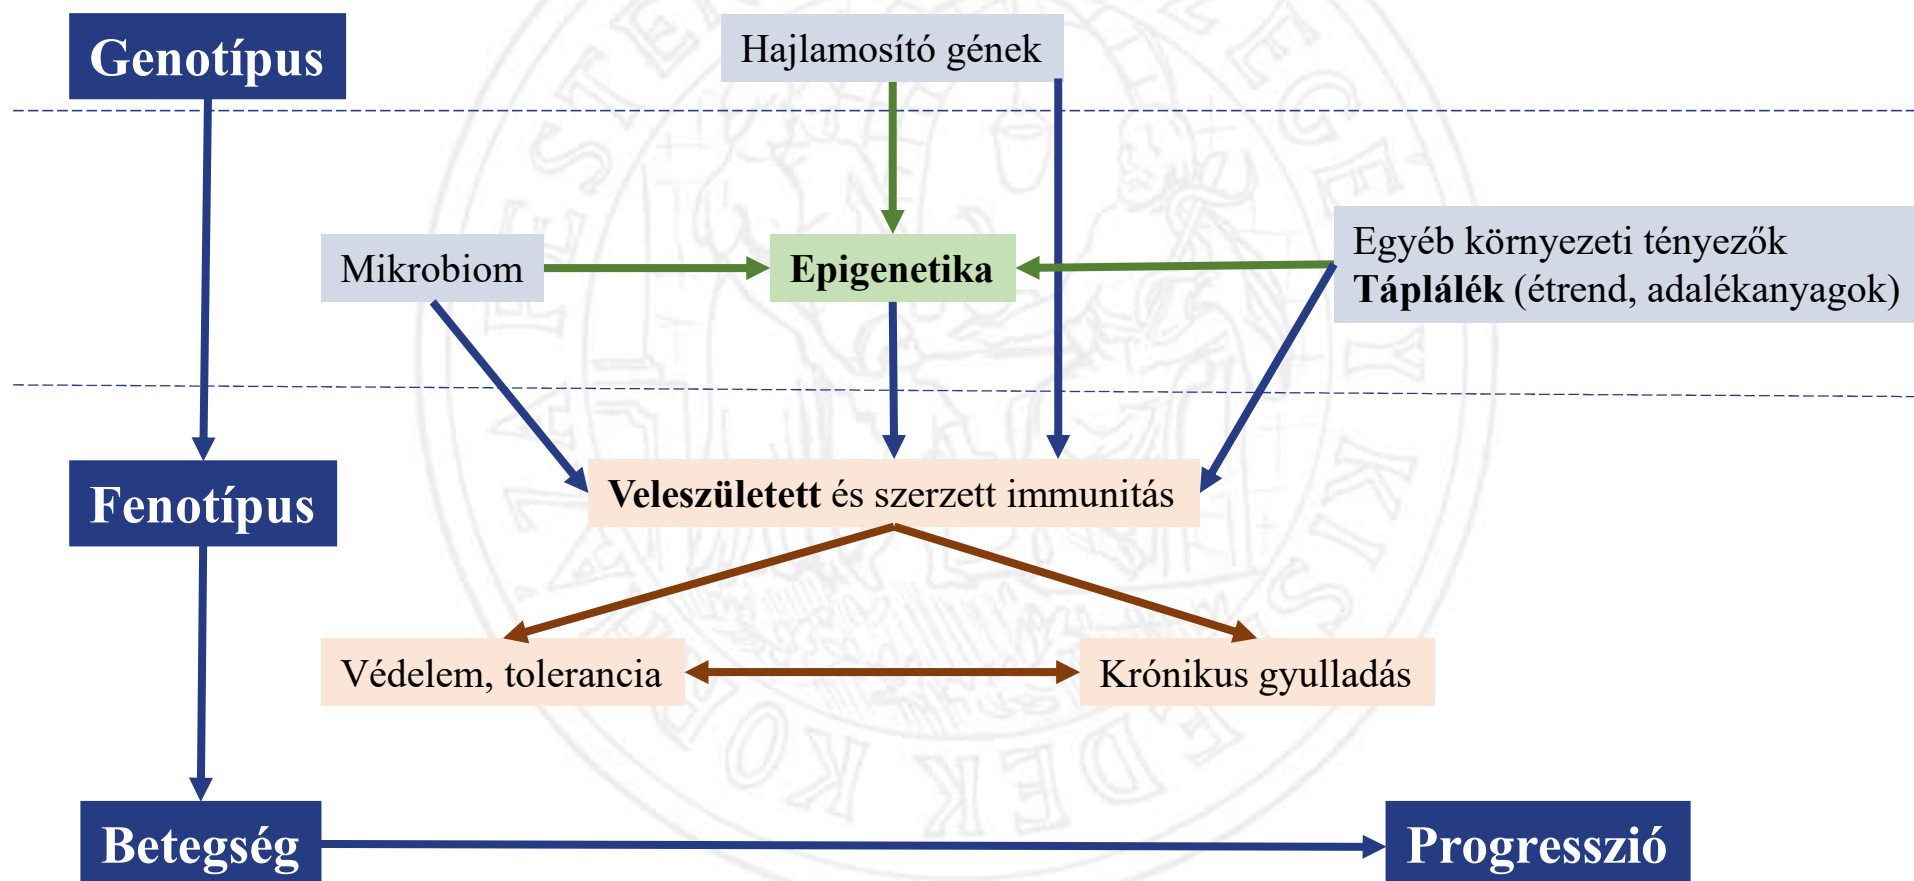 Genotípus
Hajlamosító gének
Mikrobiom
Epigenetika
Egyéb környezeti tényezők
Táplálék (étrend, adalékanyagok)
Fenotípus
Veleszületett és szerzett immunitás
Védelem, tolerancia
Krónikus gyulladás
Betegség
Progresszió